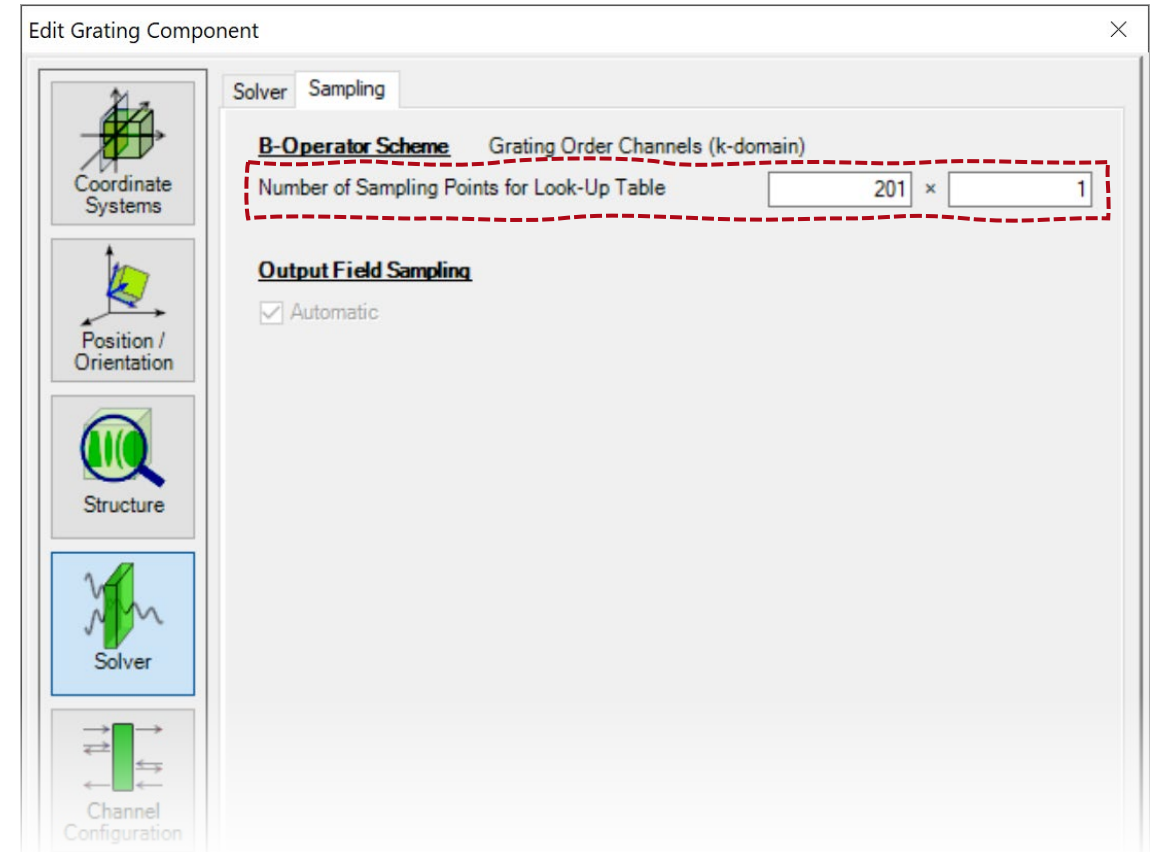 Edit Grating Component
Solver
Sampling
B-Operator Scheme Grating Order Channels (k-domain)
Number of Sampling Points for Look-Up Table 201 × 1
Output Field Sampling
Automatic
Coordinate
Systems
Position /
Orientation
Structure
Solver
Channel
Configuration